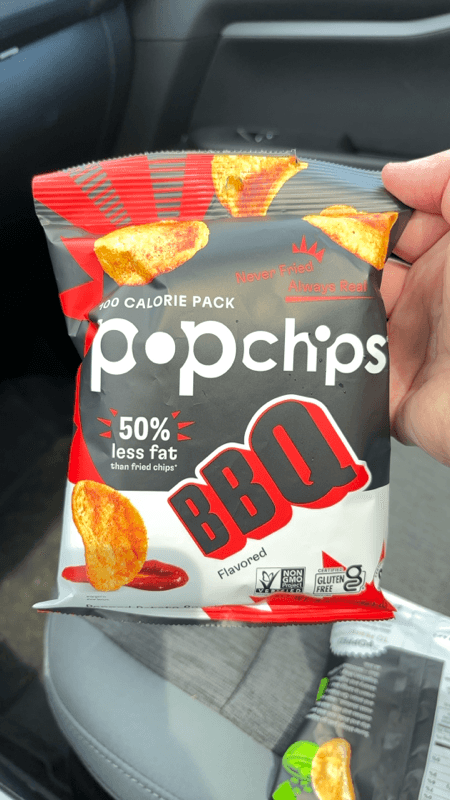 Never Fried
Always Real
100 CALORIE PACK
popchips
50%
less fat
than fried chips*
BBQ
Flavored
NON
GMO
Project
VERIFIED
CERTIFIED
GLUTEN
FREE